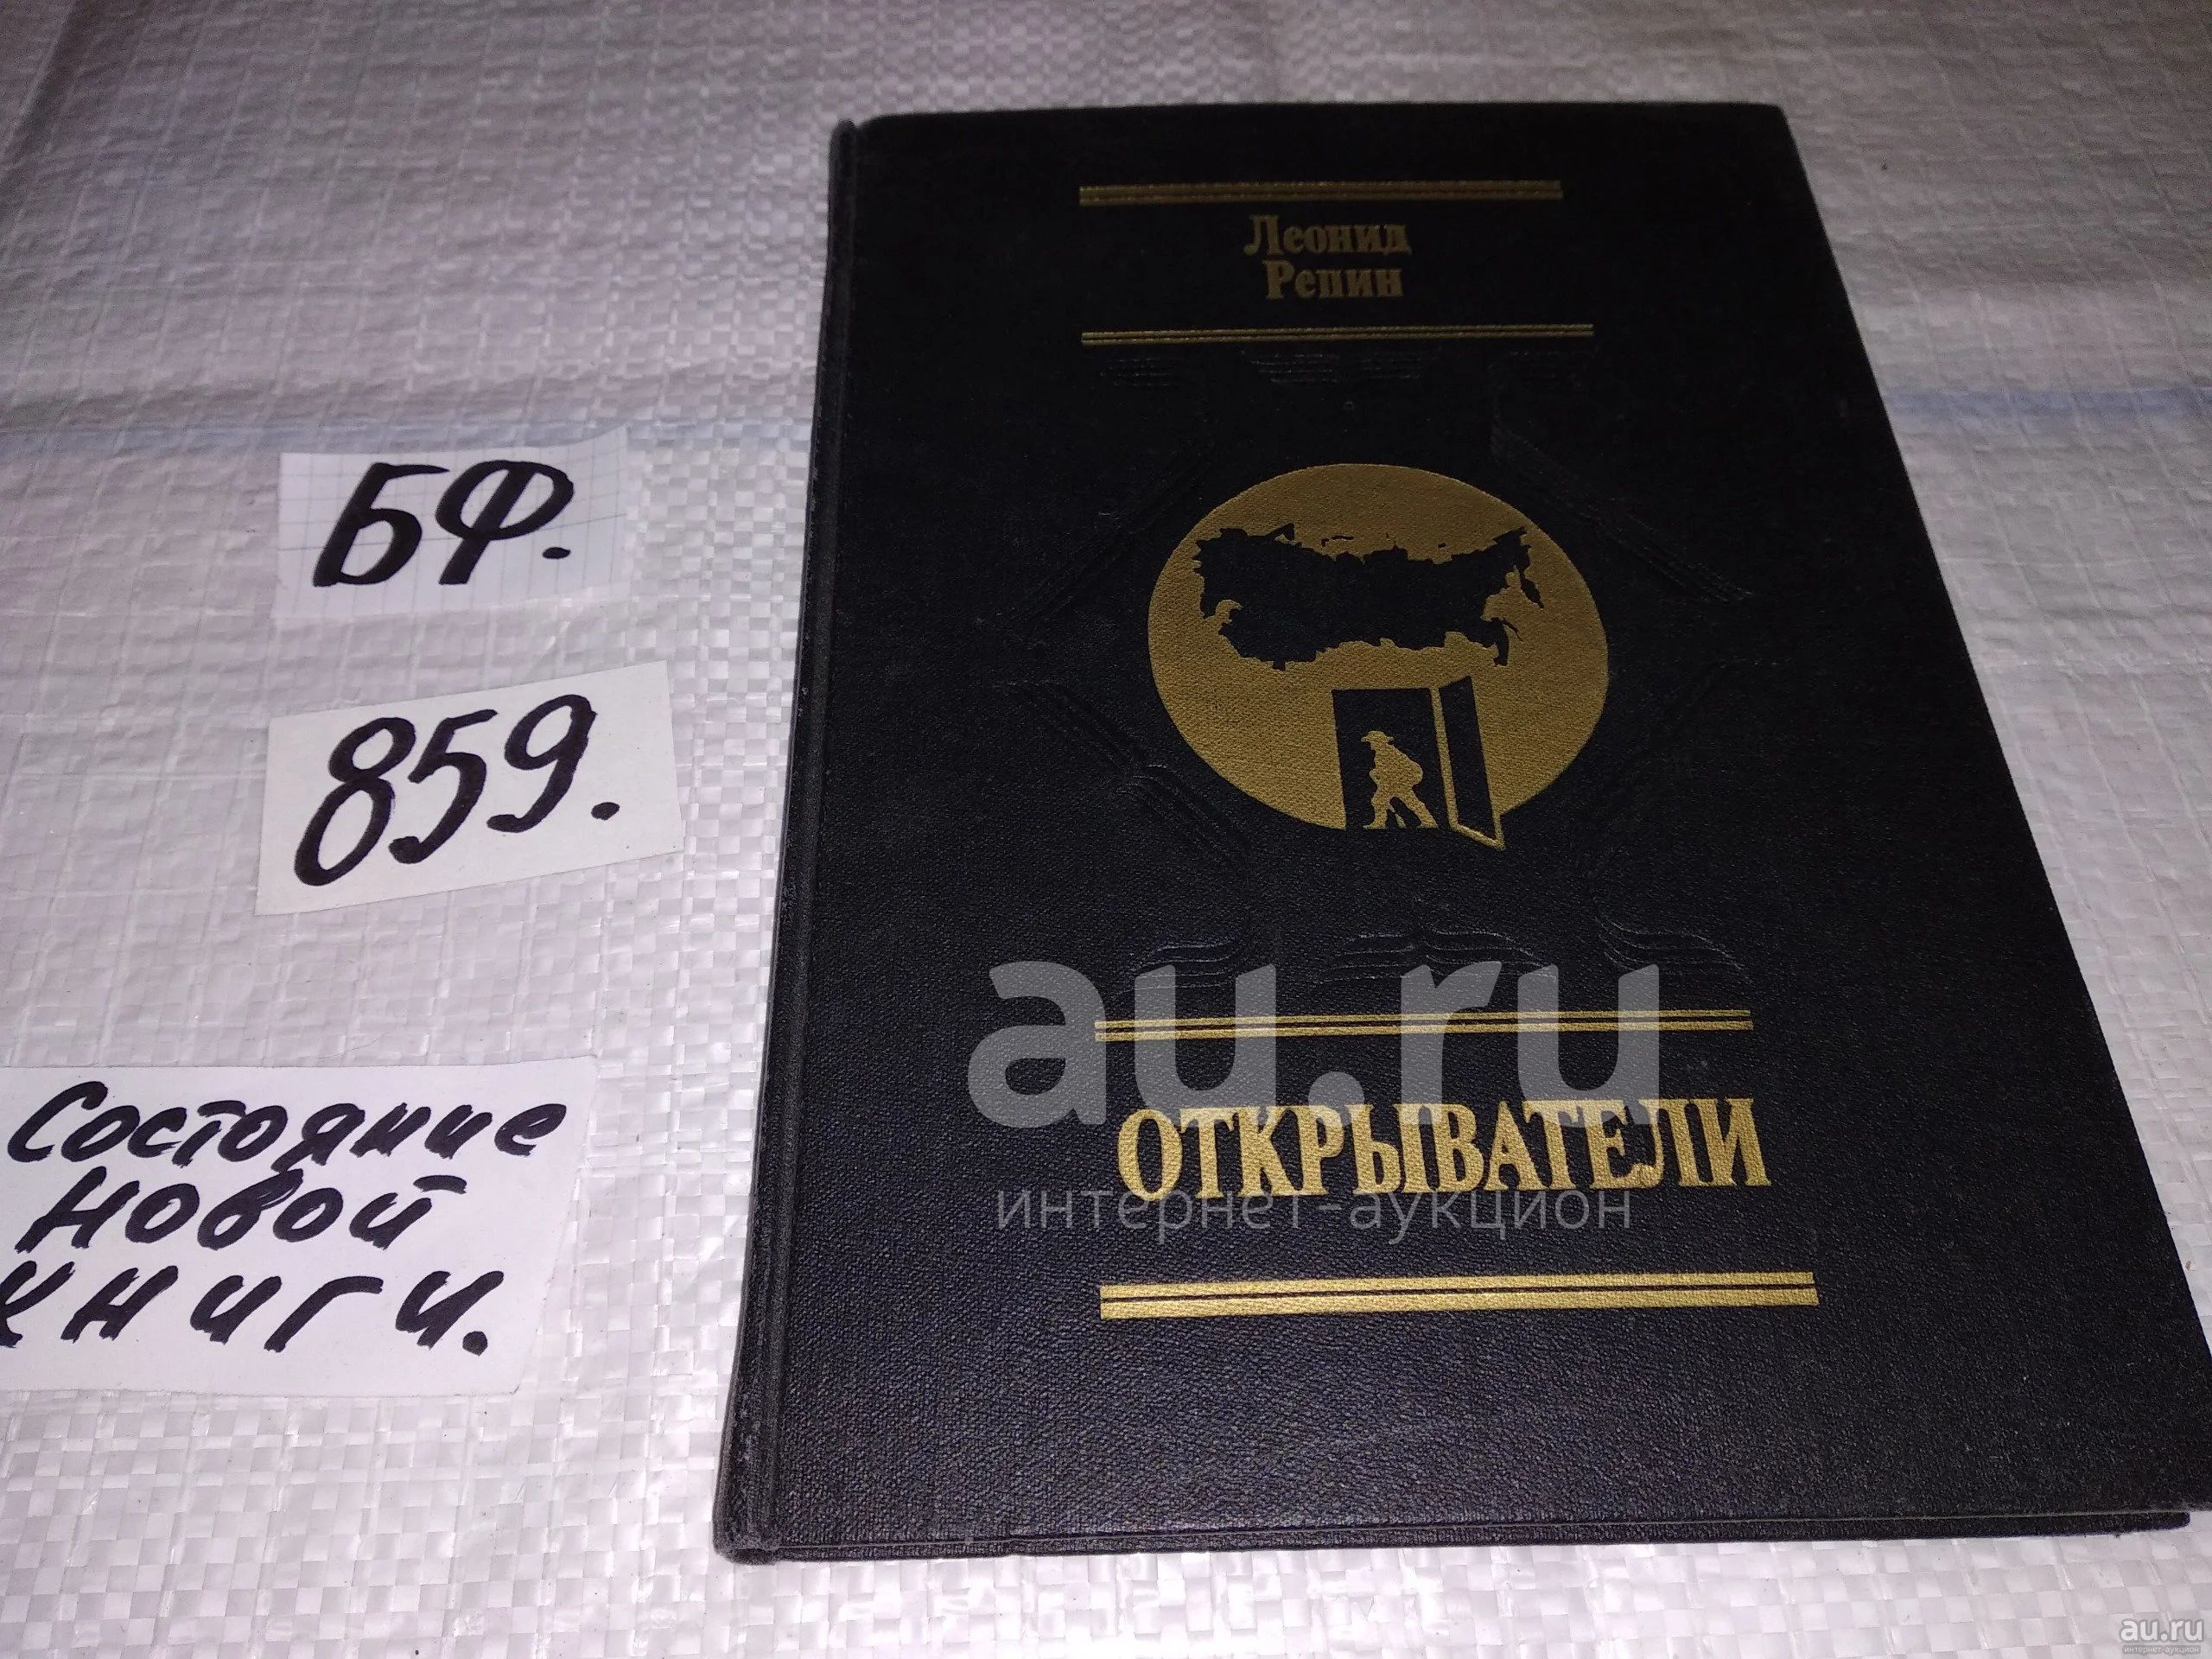 БФ.
859.
Состояние
новой
книги.
Леонид
Репин
au.ru
ОТКРЫВАТЕЛИ
интернет-аукцион
au.ru
интернет-аукцион